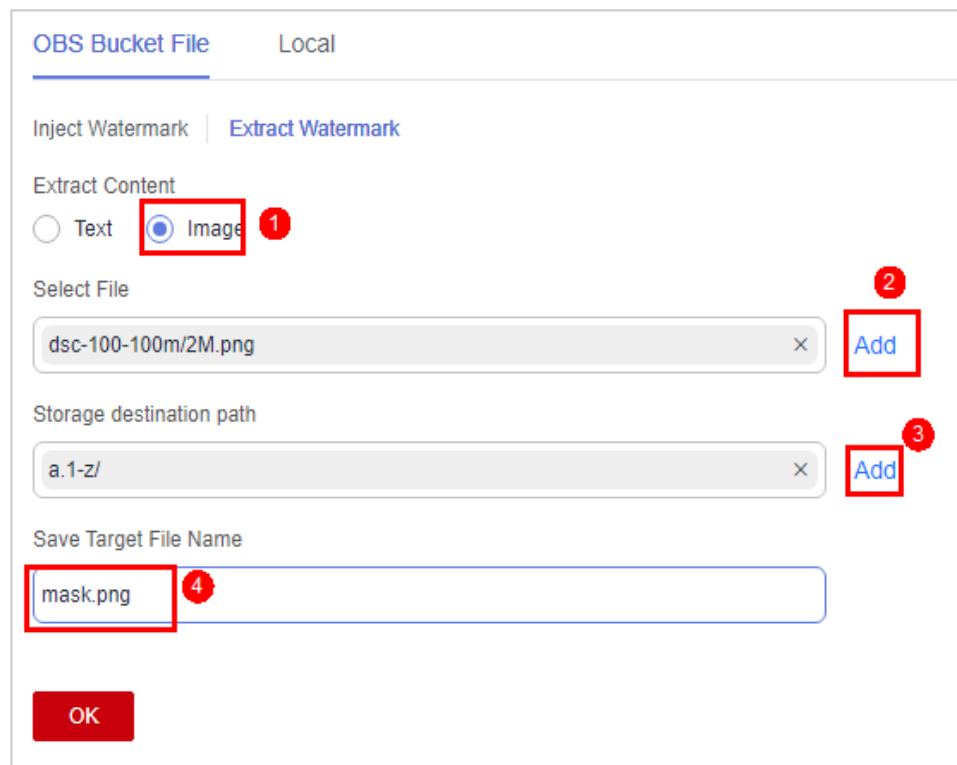 OBS Bucket File Local
Inject Watermark Extract Watermark
Extract Content
Text Image 1
Select File
2
dsc-100-100m/2M.png × Add
Storage destination path
3
a.1-z/ × Add
Save Target File Name
mask.png 4
OK